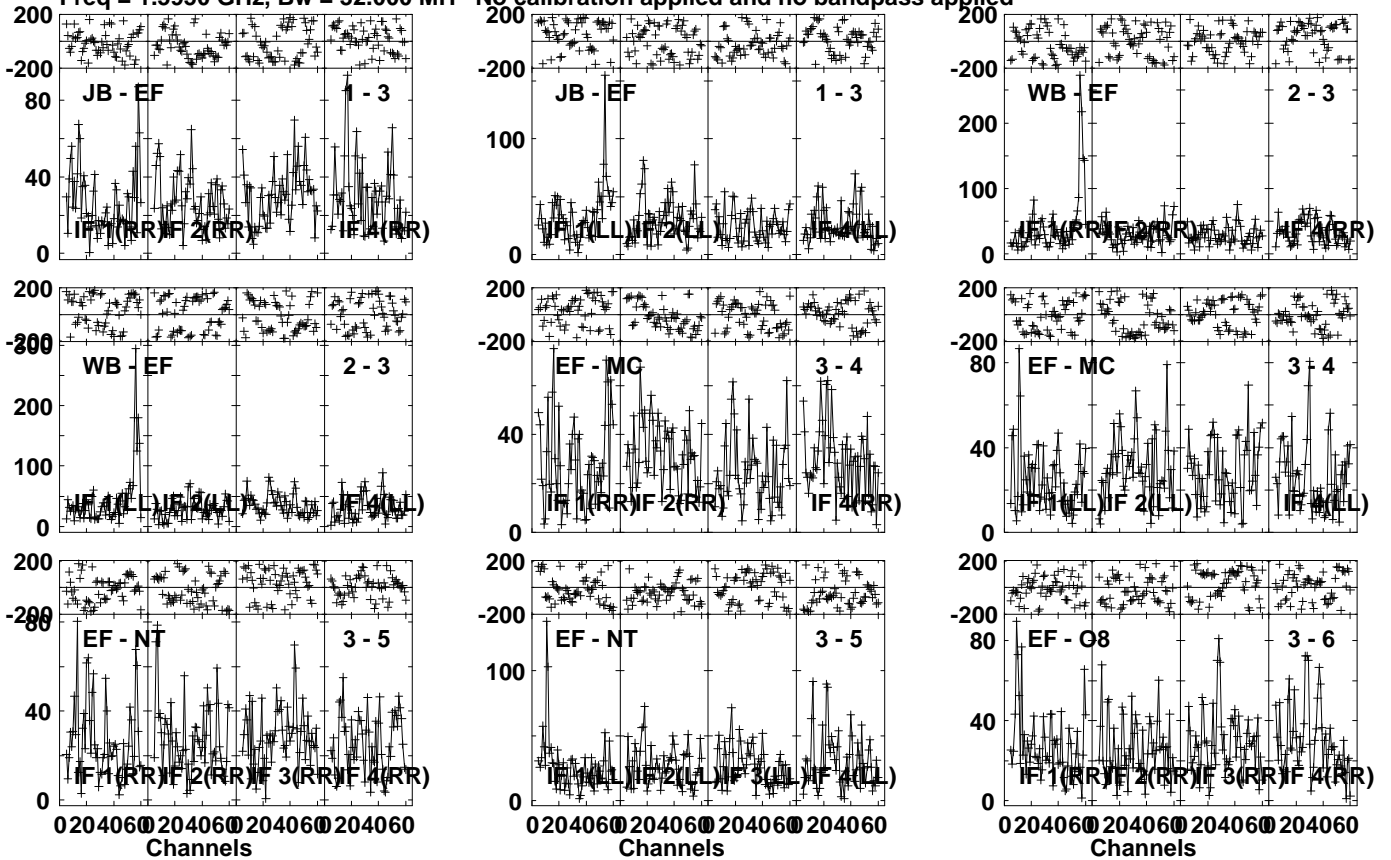 Freq = 1.5950 GHz, Bw = 32.000 MH No calibration applied and no bandpass applied
200
-200
JB - EF 1 - 3
80
40
0
IF 1(RR) IF 2(RR) IF 4(RR)
200
-200
JB - EF 1 - 3
100
0
IF 1(LL) IF 2(LL) IF 4(LL)
200
-200
WB - EF 2 - 3
200
100
0
IF 1(RR) IF 2(RR) IF 4(RR)
200
-200
300
WB - EF 2 - 3
200
100
0
IF 1(LL) IF 2(LL) IF 4(LL)
200
-200
EF - MC 3 - 4
40
0
IF 1(RR) IF 2(RR) IF 4(RR)
200
-200
80
EF - MC 3 - 4
40
0
IF 1(LL) IF 2(LL) IF 4(LL)
200
-200
80
EF - NT 3 - 5
40
0
IF 1(RR) IF 2(RR) IF 3(RR) IF 4(RR)
0 20 40 60 0 20 40 60 0 20 40 60 0 20 40 60
Channels
200
-200
EF - NT 3 - 5
100
0
IF 1(LL) IF 2(LL) IF 3(LL) IF 4(LL)
0 20 40 60 0 20 40 60 0 20 40 60 0 20 40 60
Channels
200
-200
80
EF - O8 3 - 6
40
0
IF 1(RR) IF 2(RR) IF 3(RR) IF 4(RR)
0 20 40 60 0 20 40 60 0 20 40 60 0 20 40 60
Channels